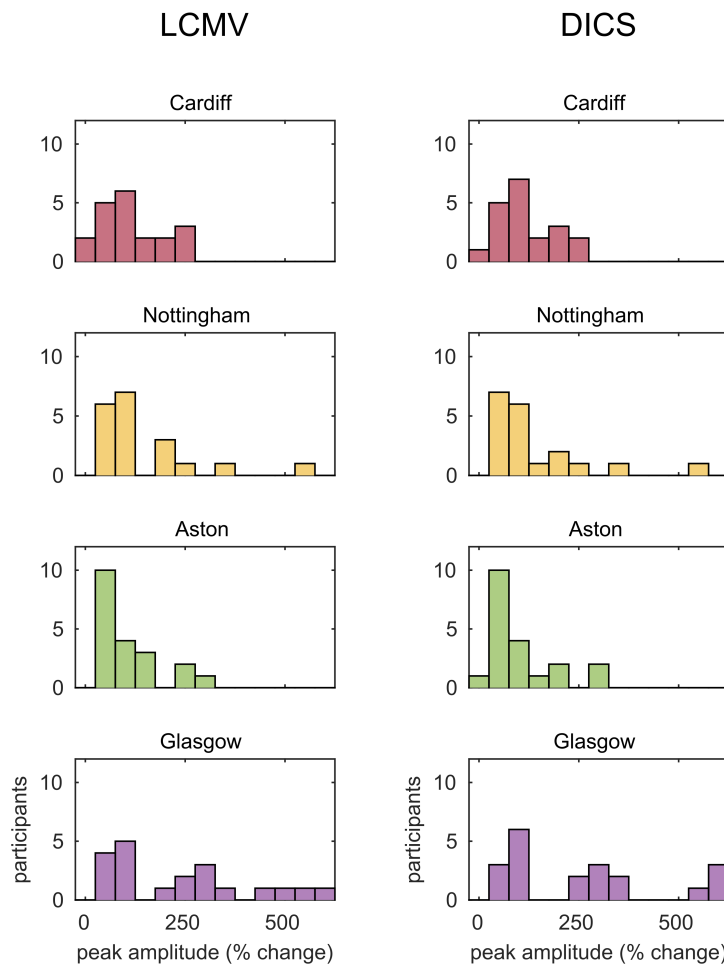 LCMV DICS
Cardiff Cardiff
10 10
5 5
0 0
Nottingham Nottingham
10 10
5 5
0 0
Aston Aston
10 10
5 5
0 0
Glasgow Glasgow
participants participants
10 10
5 5
0 0
0 250 500 0 250 500
peak amplitude (% change) peak amplitude (% change)